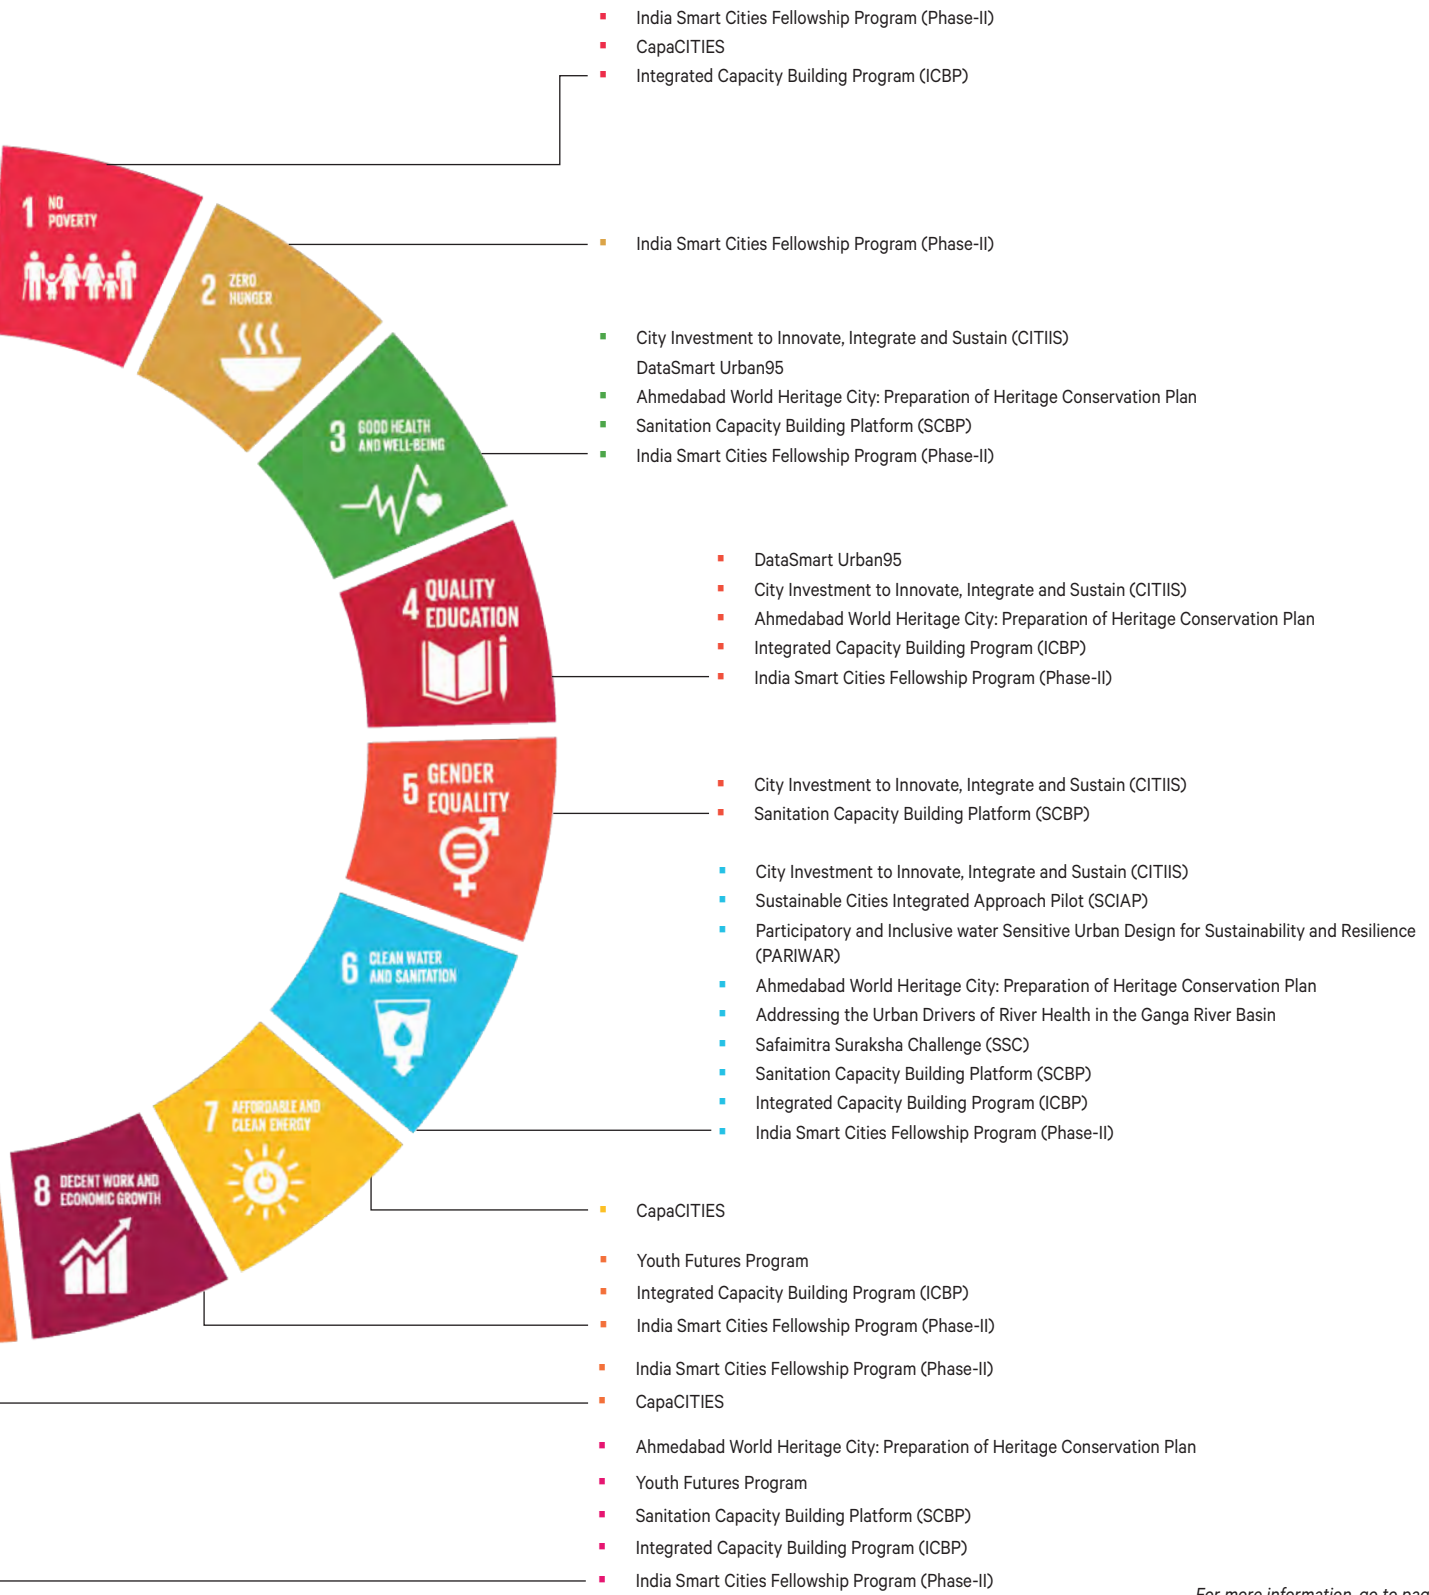 India Smart Cities Fellowship Program (Phase-II)
CapaCITIES
Integrated Capacity Building Program (ICBP)
1 NO
POVERTY
2 ZERO
HUNGER
India Smart Cities Fellowship Program (Phase-II)
3 GOOD HEALTH
AND WELL-BEING
City Investment to Innovate, Integrate and Sustain (CITIIS)
DataSmart Urban95
Ahmedabad World Heritage City: Preparation of Heritage Conservation Plan
Sanitation Capacity Building Platform (SCBP)
India Smart Cities Fellowship Program (Phase-II)
4 QUALITY
EDUCATION
DataSmart Urban95
City Investment to Innovate, Integrate and Sustain (CITIIS)
Ahmedabad World Heritage City: Preparation of Heritage Conservation Plan
Integrated Capacity Building Program (ICBP)
India Smart Cities Fellowship Program (Phase-II)
5 GENDER
EQUALITY
City Investment to Innovate, Integrate and Sustain (CITIIS)
Sanitation Capacity Building Platform (SCBP)
6 CLEAN WATER
AND SANITATION
City Investment to Innovate, Integrate and Sustain (CITIIS)
Sustainable Cities Integrated Approach Pilot (SCIAP)
Participatory and Inclusive water Sensitive Urban Design for Sustainability and Resilience
(PARIWAR)
Ahmedabad World Heritage City: Preparation of Heritage Conservation Plan
Addressing the Urban Drivers of River Health in the Ganga River Basin
Safaimitra Suraksha Challenge (SSC)
Sanitation Capacity Building Platform (SCBP)
Integrated Capacity Building Program (ICBP)
India Smart Cities Fellowship Program (Phase-II)
7 AFFORDABLE AND
CLEAN ENERGY
CapaCITIES
8 DECENT WORK AND
ECONOMIC GROWTH
Youth Futures Program
Integrated Capacity Building Program (ICBP)
India Smart Cities Fellowship Program (Phase-II)
India Smart Cities Fellowship Program (Phase-II)
CapaCITIES
Ahmedabad World Heritage City: Preparation of Heritage Conservation Plan
Youth Futures Program
Sanitation Capacity Building Platform (SCBP)
Integrated Capacity Building Program (ICBP)
India Smart Cities Fellowship Program (Phase-II)
For more information, go to